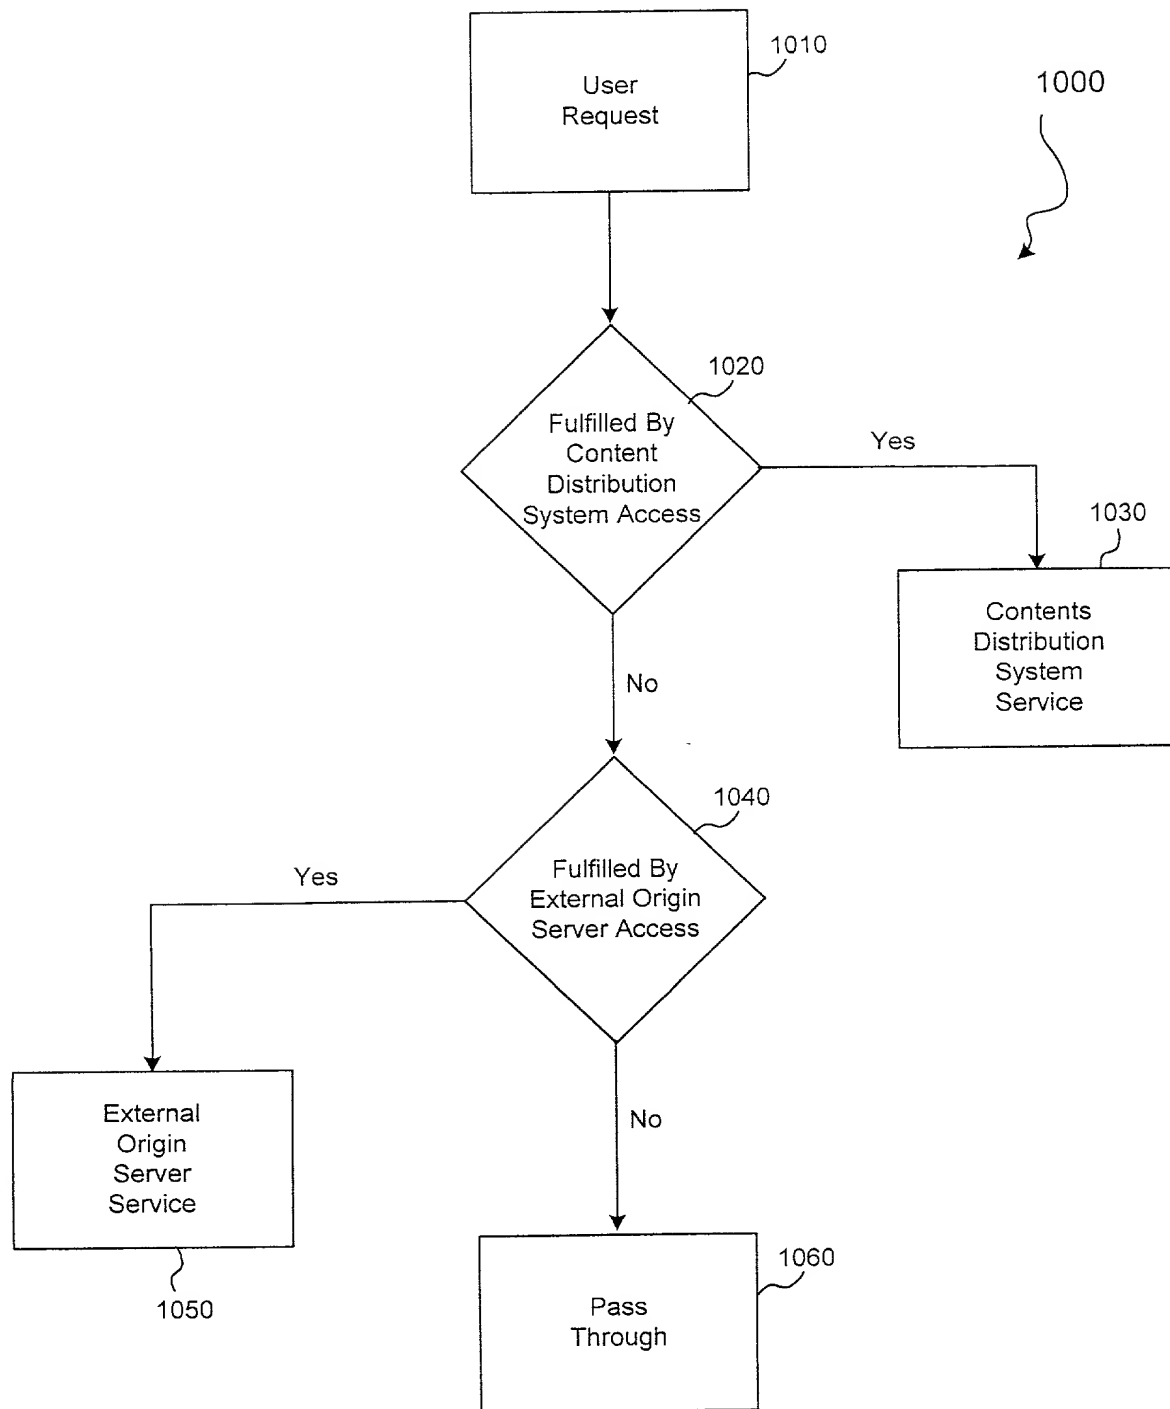 User
Request
1010
1000
1020
Fulfilled By
Content
Distribution
System Access
Yes
1030
Contents
Distribution
System
Service
No
1040
Fulfilled By
External Origin
Server Access
Yes
External
Origin
Server
Service
1050
No
1060
Pass
Through